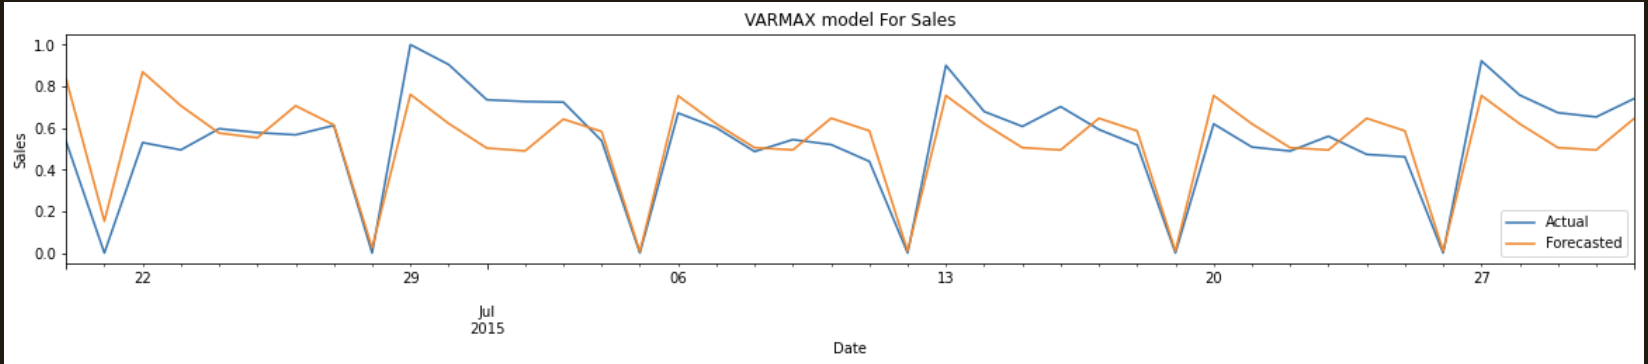 VARMAX model For Sales
Sales
1.0
0.8
0.6
0.4
0.2
0.0
Actual
Forecasted
22 29 06 13 20 27
Jul
2015
Date